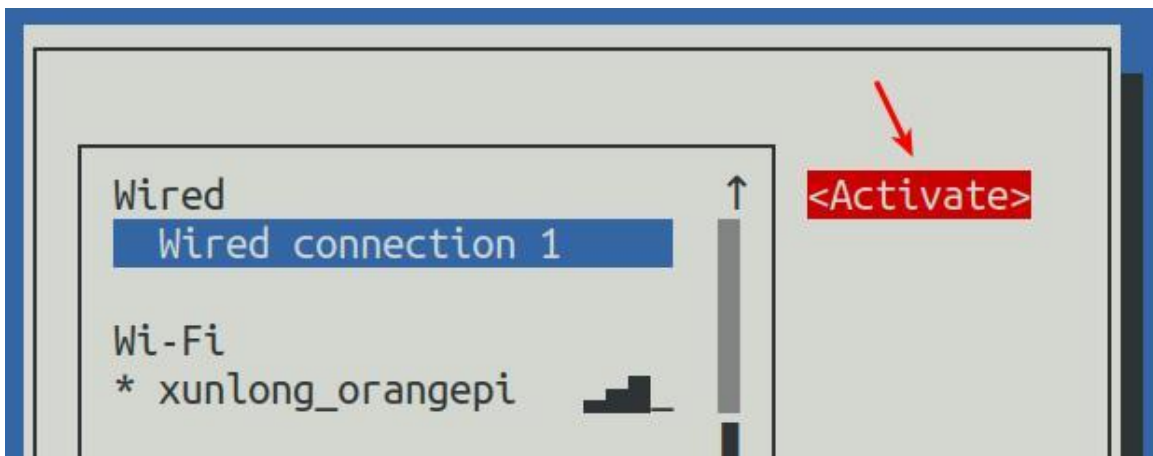 Wired
<Activate>
Wired connection 1
Wi-Fi
* xunlong_orangepi